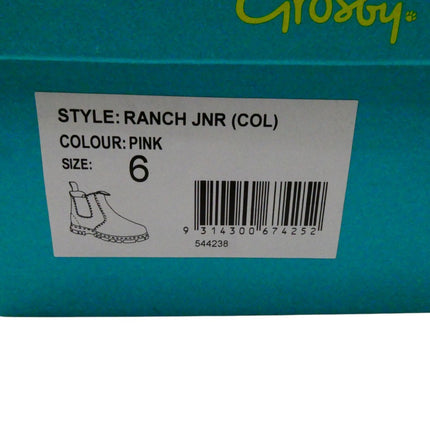 Grosby
STYLE: RANCH JNR (COL)
COLOUR: PINK
SIZE: 6
9 314300 674252
544238